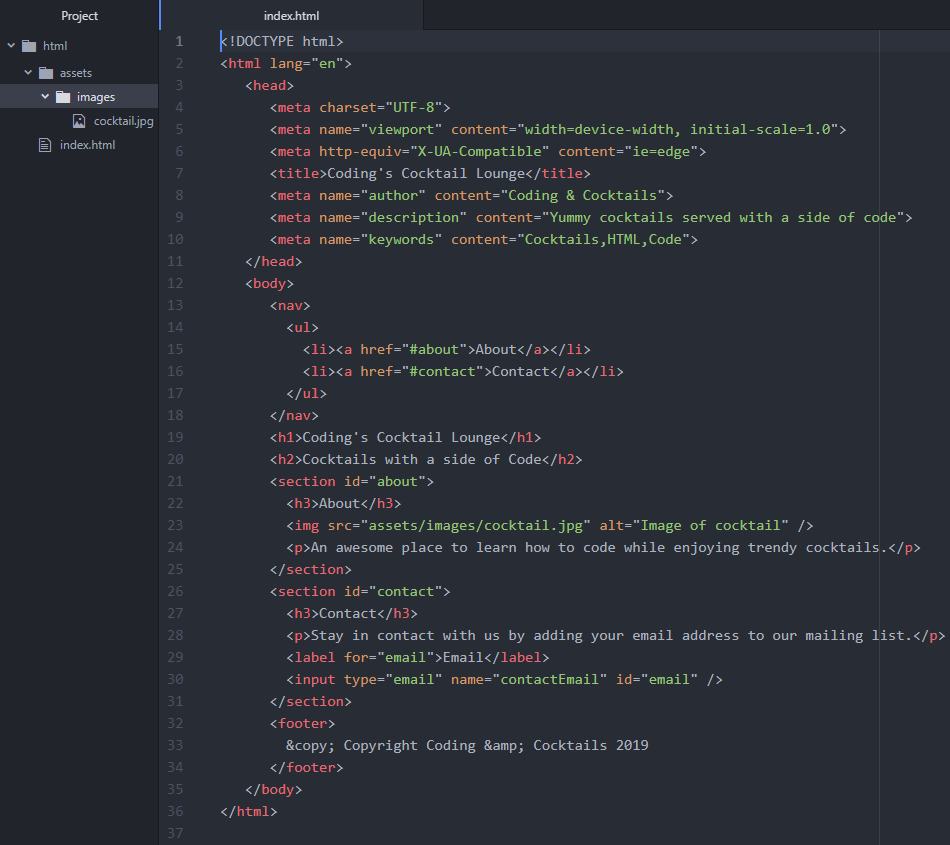 Project
html
assets
images
cocktail.jpg
index.html
index.html
1 <!DOCTYPE html>
2 <html lang="en">
3 <head>
4 <meta charset="UTF-8">
5 <meta name="viewport" content="width=device-width, initial-scale=1.0">
6 <meta http-equiv="X-UA-Compatible" content="ie=edge">
7 <title>Coding's Cocktail Lounge</title>
8 <meta name="author" content="Coding & Cocktails">
9 <meta name="description" content="Yummy cocktails served with a side of code">
10 <meta name="keywords" content="Cocktails,HTML,Code">
11 </head>
12 <body>
13 <nav>
14 <ul>
15 <li><a href="#about">About</a></li>
16 <li><a href="#contact">Contact</a></li>
17 </ul>
18 </nav>
19 <h1>Coding's Cocktail Lounge</h1>
20 <h2>Cocktails with a side of Code</h2>
21 <section id="about">
22 <h3>About</h3>
23 <img src="assets/images/cocktail.jpg" alt="Image of cocktail" />
24 <p>An awesome place to learn how to code while enjoying trendy cocktails.</p>
25 </section>
26 <section id="contact">
27 <h3>Contact</h3>
28 <p>Stay in contact with us by adding your email address to our mailing list.</p>
29 <label for="email">Email</label>
30 <input type="email" name="contactEmail" id="email" />
31 </section>
32 <footer>
33 &copy; Copyright Coding &amp; Cocktails 2019
34 </footer>
35 </body>
36 </html>
37